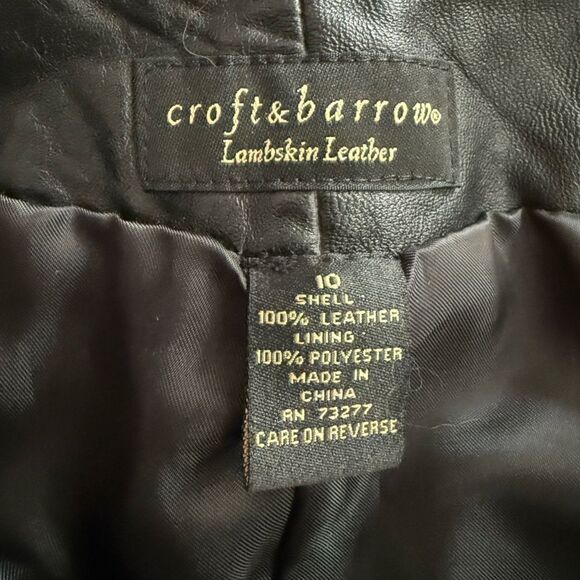 croft&barrow®
Lambskin Leather
10
SHELL
100% LEATHER
LINING
100% POLYESTER
MADE IN
CHINA
RN 73277
CARE ON REVERSE